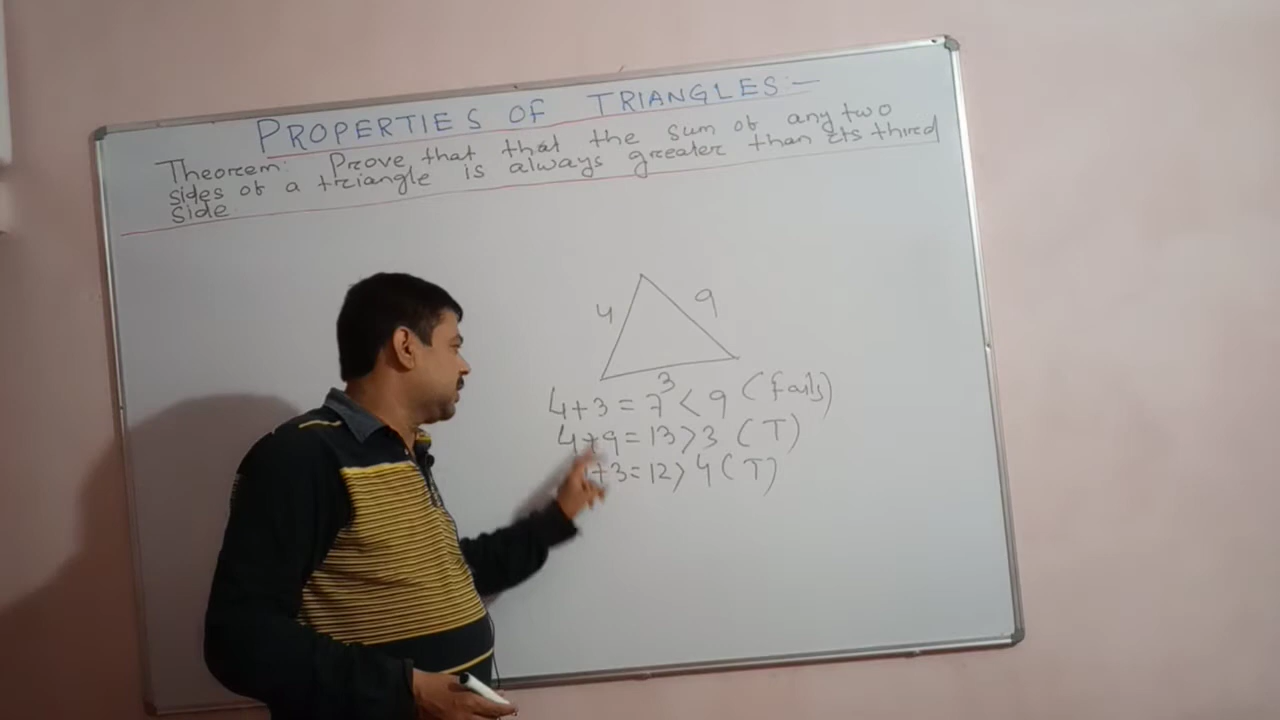 PROPERTIES OF TRIANGLES:-
Theorem: Prove that that the sum of any two
sides of a triangle is always greater than its third
side
4
9
3
4+3=7<9 (fails)
4+9=13>3 (T)
+3=12>4 (T)